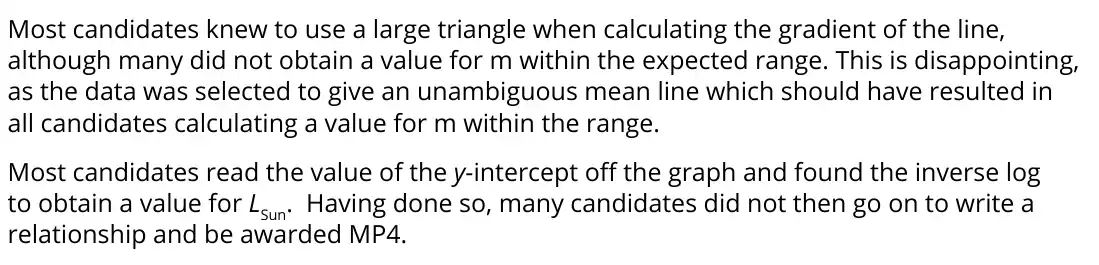 Most candidates knew to use a large triangle when calculating the gradient of the line,
although many did not obtain a value for m within the expected range. This is disappointing,
as the data was selected to give an unambiguous mean line which should have resulted in
all candidates calculating a value for m within the range.
Most candidates read the value of the y-intercept off the graph and found the inverse log
to obtain a value for L_Sun. Having done so, many candidates did not then go on to write a
relationship and be awarded MP4.